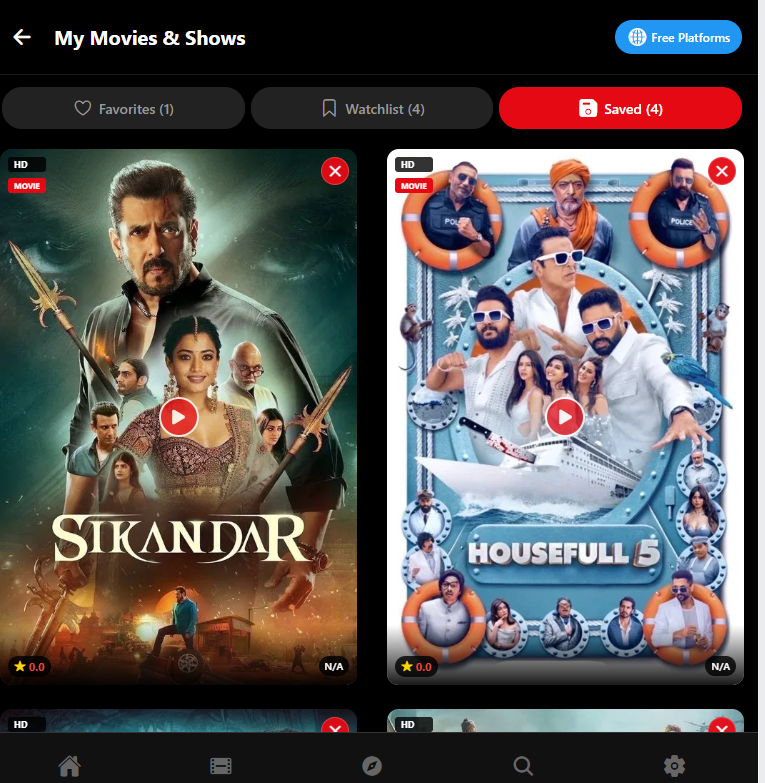 My Movies & Shows
Free Platforms
Favorites (1)
Watchlist (4)
Saved (4)
HD
MOVIE
SIKANDAR
0.0
N/A
HD
MOVIE
POLICE
HOUSEFULL 5
0.0
N/A
HD
HD